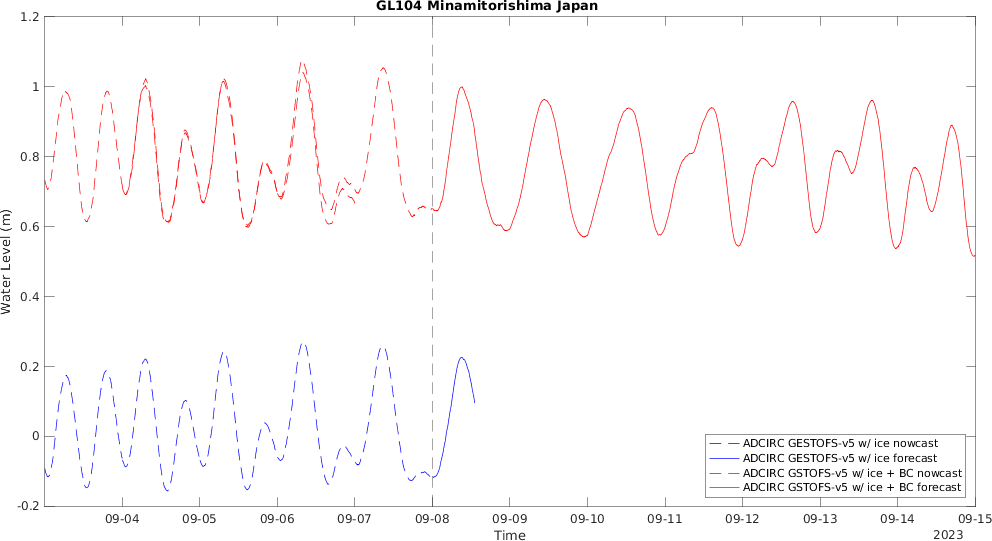 GL104 Minamitorishima Japan
1.2
1
0.8
0.6
0.4
0.2
0
-0.2
Water Level (m)
ADCIRC GESTOFS-v5 w/ ice nowcast
ADCIRC GESTOFS-v5 w/ ice forecast
ADCIRC GSTOFS-v5 w/ ice + BC nowcast
ADCIRC GSTOFS-v5 w/ ice + BC forecast
09-04 09-05 09-06 09-07 09-08 09-09 09-10 09-11 09-12 09-13 09-14 09-15
Time
2023